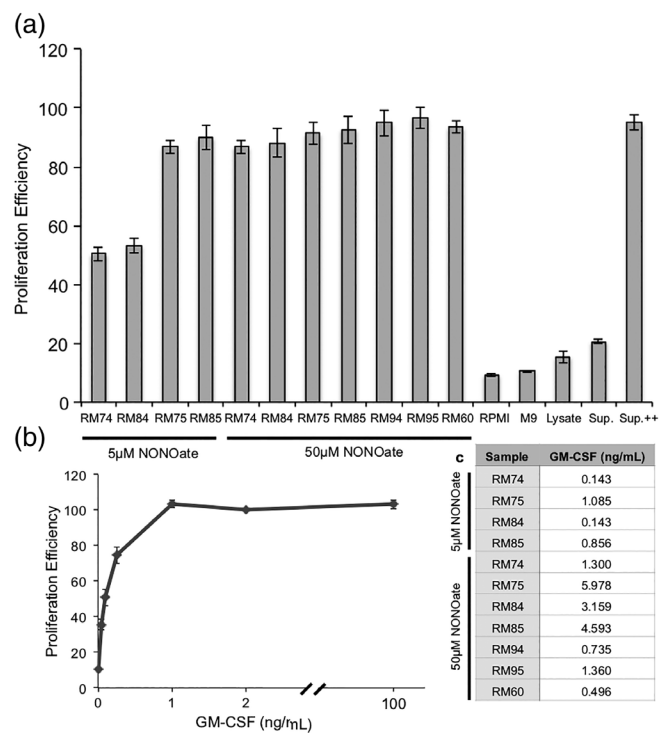 (a)
Proliferation Efficiency
120
100
80
60
40
20
0
RM74 RM84 RM75 RM85 RM74 RM84 RM75 RM85 RM94 RM95 RM60 RPMI M9 Lysate Sup. Sup.++
5µM NONOate 50µM NONOate
(b)
Proliferation Efficiency
120
100
80
60
40
20
0
0 1 2 100
GM-CSF (ng/mL)
c
Sample GM-CSF (ng/mL)
5µM NONOate
RM74 0.143
RM75 1.085
RM84 0.143
RM85 0.856
50µM NONOate
RM74 1.300
RM75 5.978
RM84 3.159
RM85 4.593
RM94 0.735
RM95 1.360
RM60 0.496